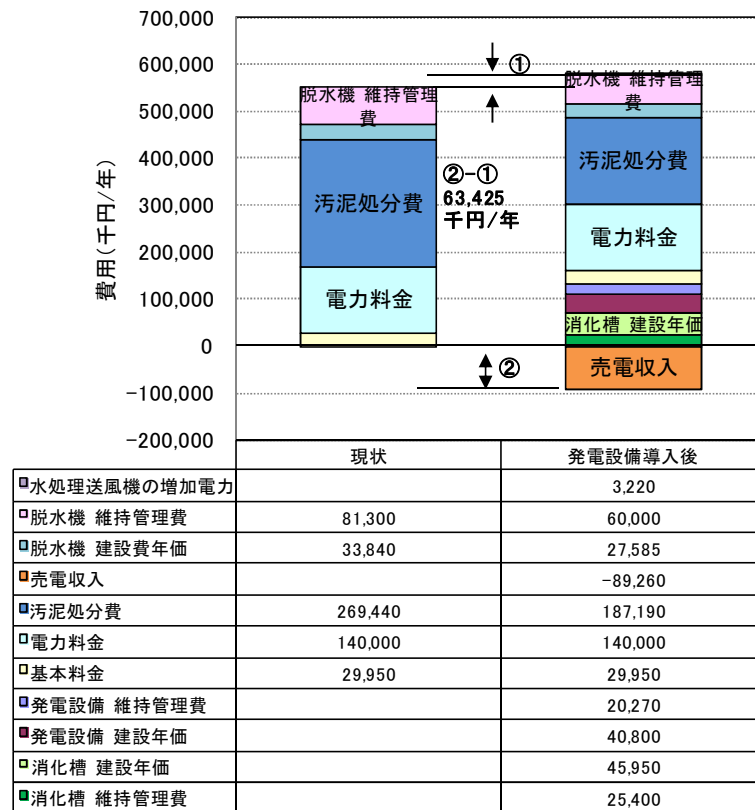 700,000
600,000
500,000
400,000
300,000
200,000
100,000
0
-100,000
-200,000
費用(千円/年)
脱水機 維持管理
費
汚泥処分費
電力料金
①
②-①
63,425
千円/年
②
脱水機 維持管理
費
汚泥処分費
電力料金
消化槽 建設年価
売電収入
現状 発電設備導入後
水処理送風機の増加電力 3,220
脱水機 維持管理費 81,300 60,000
脱水機 建設費年価 33,840 27,585
売電収入 -89,260
汚泥処分費 269,440 187,190
電力料金 140,000 140,000
基本料金 29,950 29,950
発電設備 維持管理費 20,270
発電設備 建設年価 40,800
消化槽 建設年価 45,950
消化槽 維持管理費 25,400